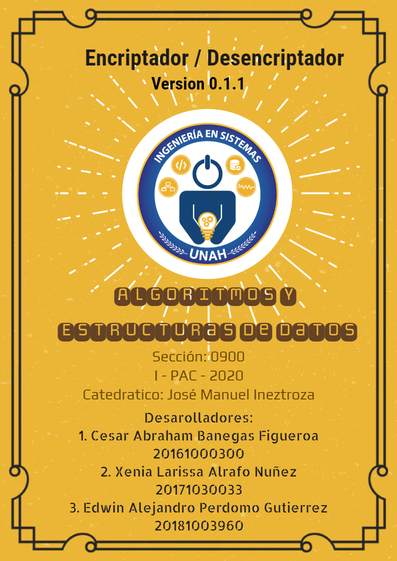 Encriptador / Desencriptador
Version 0.1.1
INGENIERÍA EN SISTEMAS
UNAH
ALGORITMOS Y
ESTRUCTURAS DE DATOS
Sección: 0900
I - PAC - 2020
Catedratico: José Manuel Ineztroza
Desarolladores:
1. Cesar Abraham Banegas Figueroa
20161000300
2. Xenia Larissa Alrafo Nuñez
20171030033
3. Edwin Alejandro Perdomo Gutierrez
20181003960